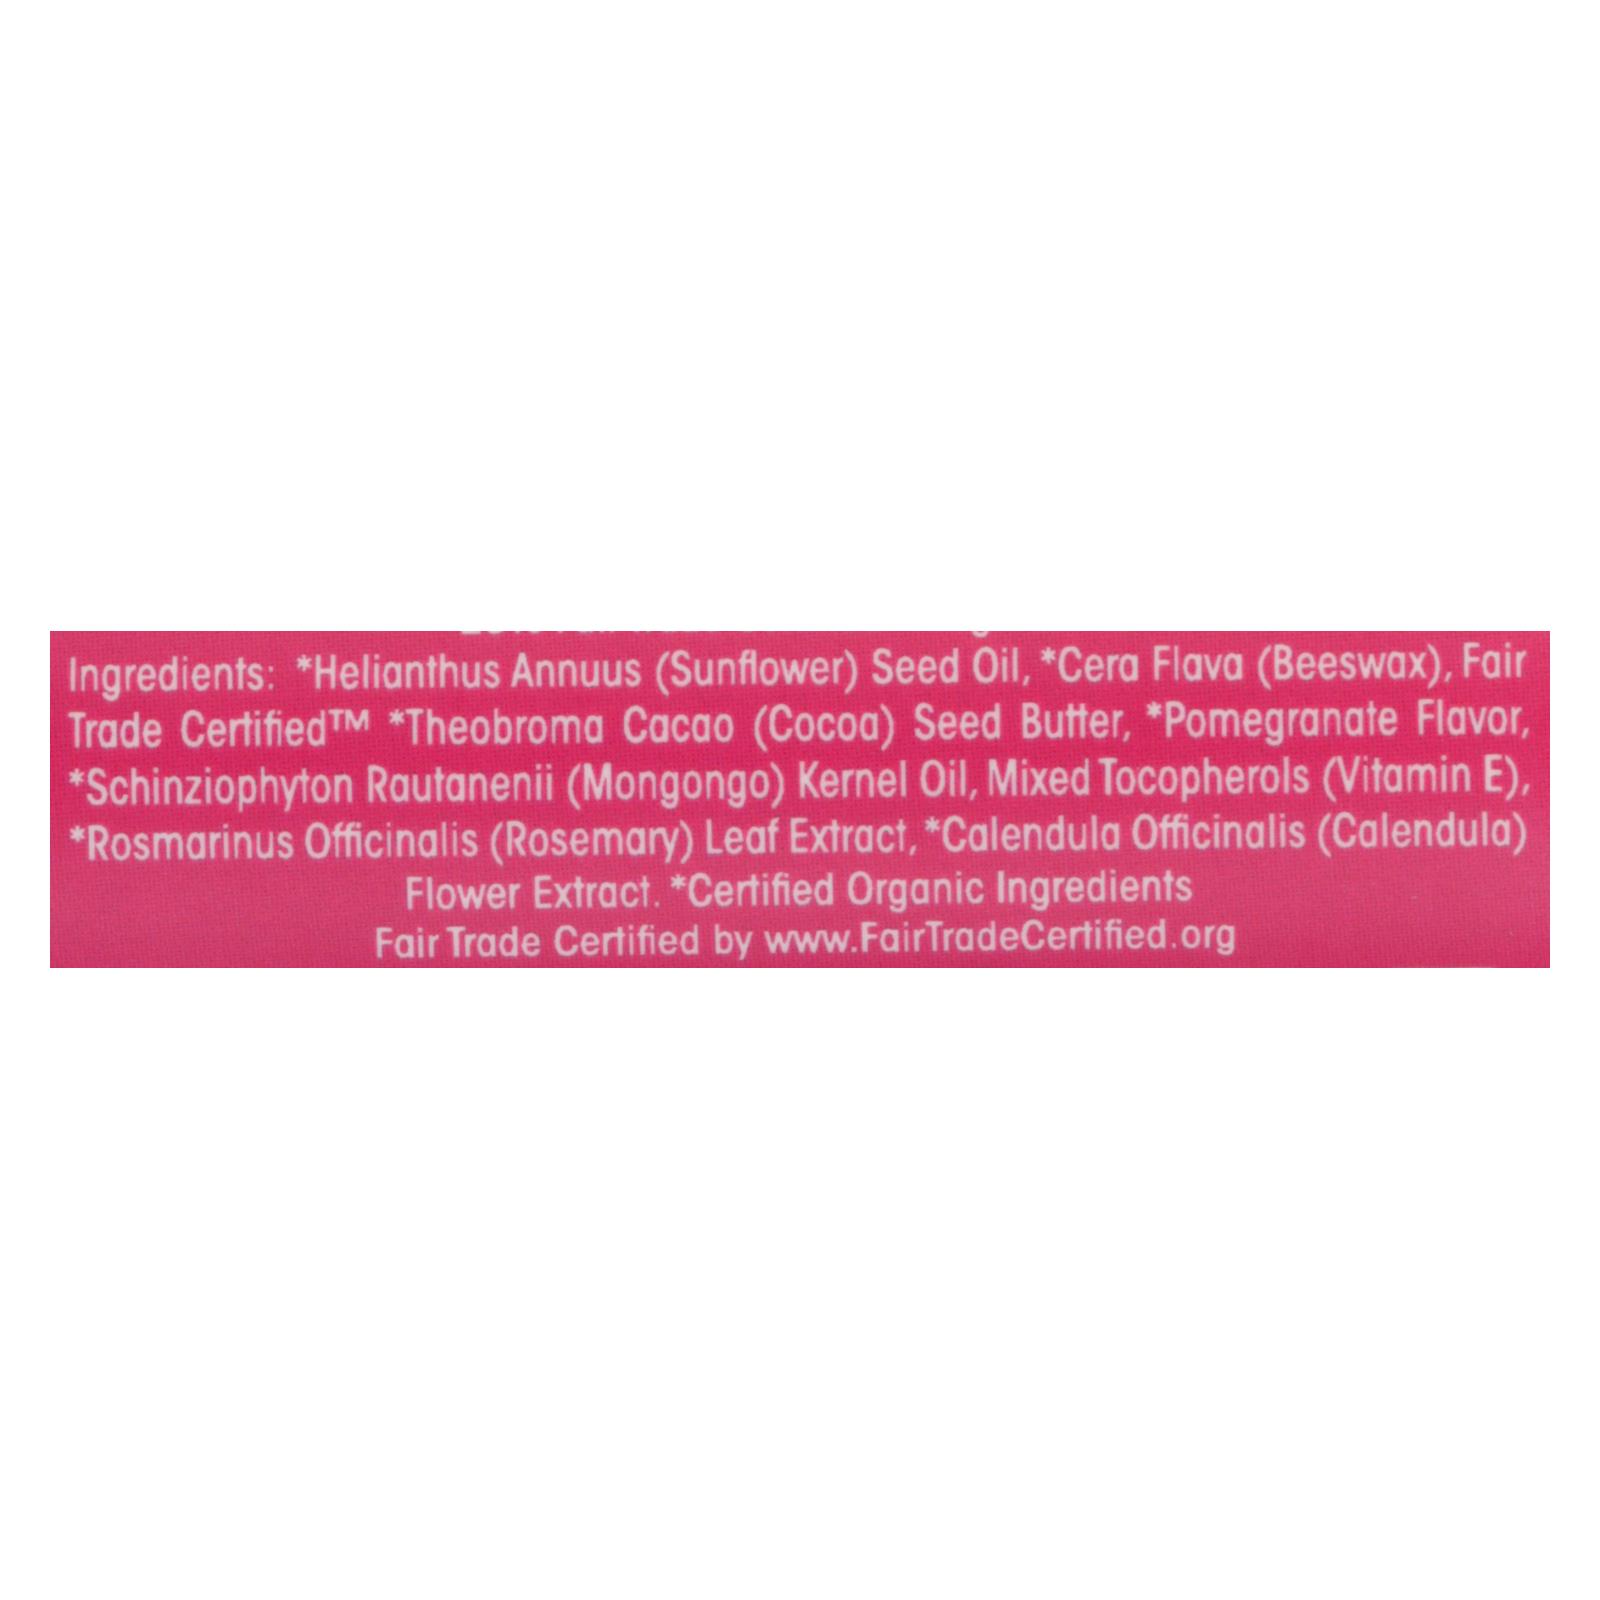 Ingredients: *Helianthus Annuus (Sunflower) Seed Oil, *Cera Flava (Beeswax), Fair
Trade Certified™ *Theobroma Cacao (Cocoa) Seed Butter, *Pomegranate Flavor,
*Schinziophyton Rautanenii (Mongongo) Kernel Oil, Mixed Tocopherols (Vitamin E),
*Rosmarinus Officinalis (Rosemary) Leaf Extract, *Calendula Officinalis (Calendula)
Flower Extract. *Certified Organic Ingredients
Fair Trade Certified by www.FairTradeCertified.org